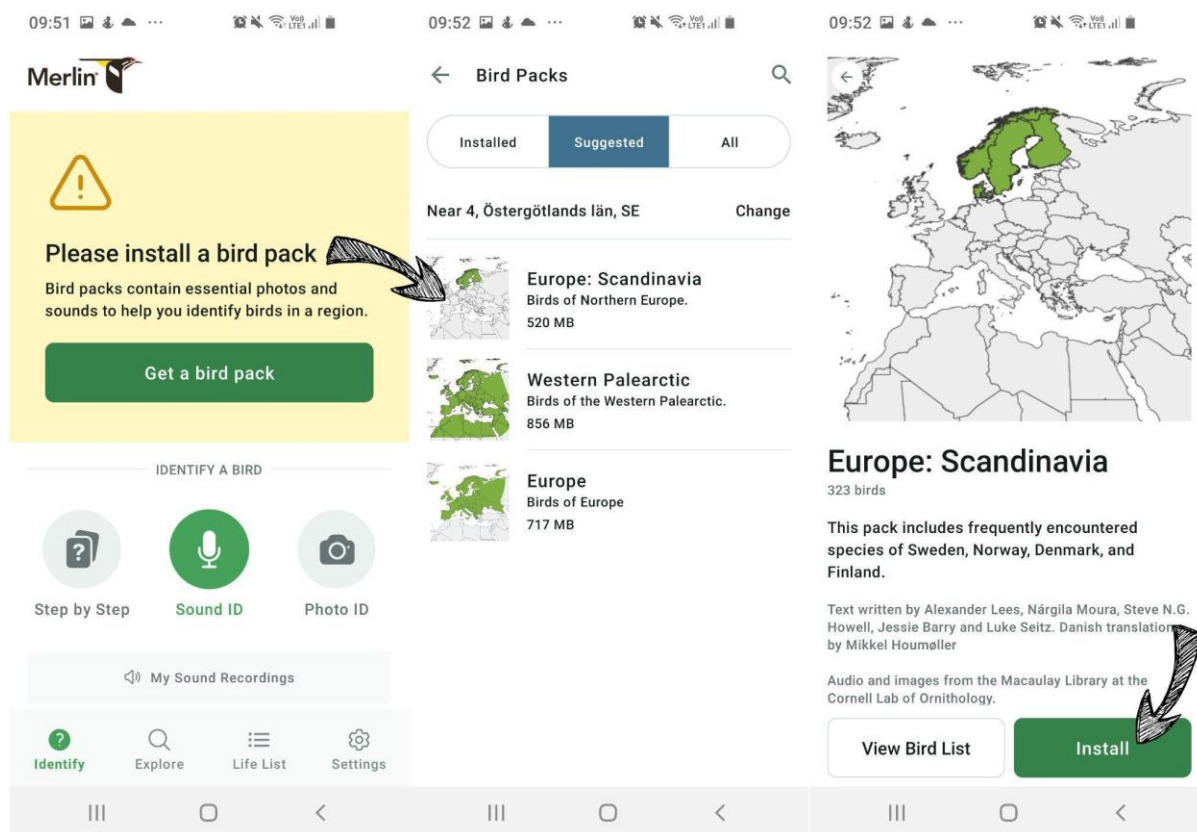 09:51
Merlin
Please install a bird pack
Bird packs contain essential photos and
sounds to help you identify birds in a region.
Get a bird pack
IDENTIFY A BIRD
Step by Step
Sound ID
Photo ID
My Sound Recordings
Identify
Explore
Life List
Settings
09:52
Bird Packs
Installed
Suggested
All
Near 4, Östergötlands län, SE
Change
Europe: Scandinavia
Birds of Northern Europe.
520 MB
Western Palearctic
Birds of the Western Palearctic.
856 MB
Europe
Birds of Europe
717 MB
09:52
Europe: Scandinavia
323 birds
This pack includes frequently encountered
species of Sweden, Norway, Denmark, and
Finland.
Text written by Alexander Lees, Nárgila Moura, Steve N.G.
Howell, Jessie Barry and Luke Seitz. Danish translation
by Mikkel Houmøller
Audio and images from the Macaulay Library at the
Cornell Lab of Ornithology.
View Bird List
Install